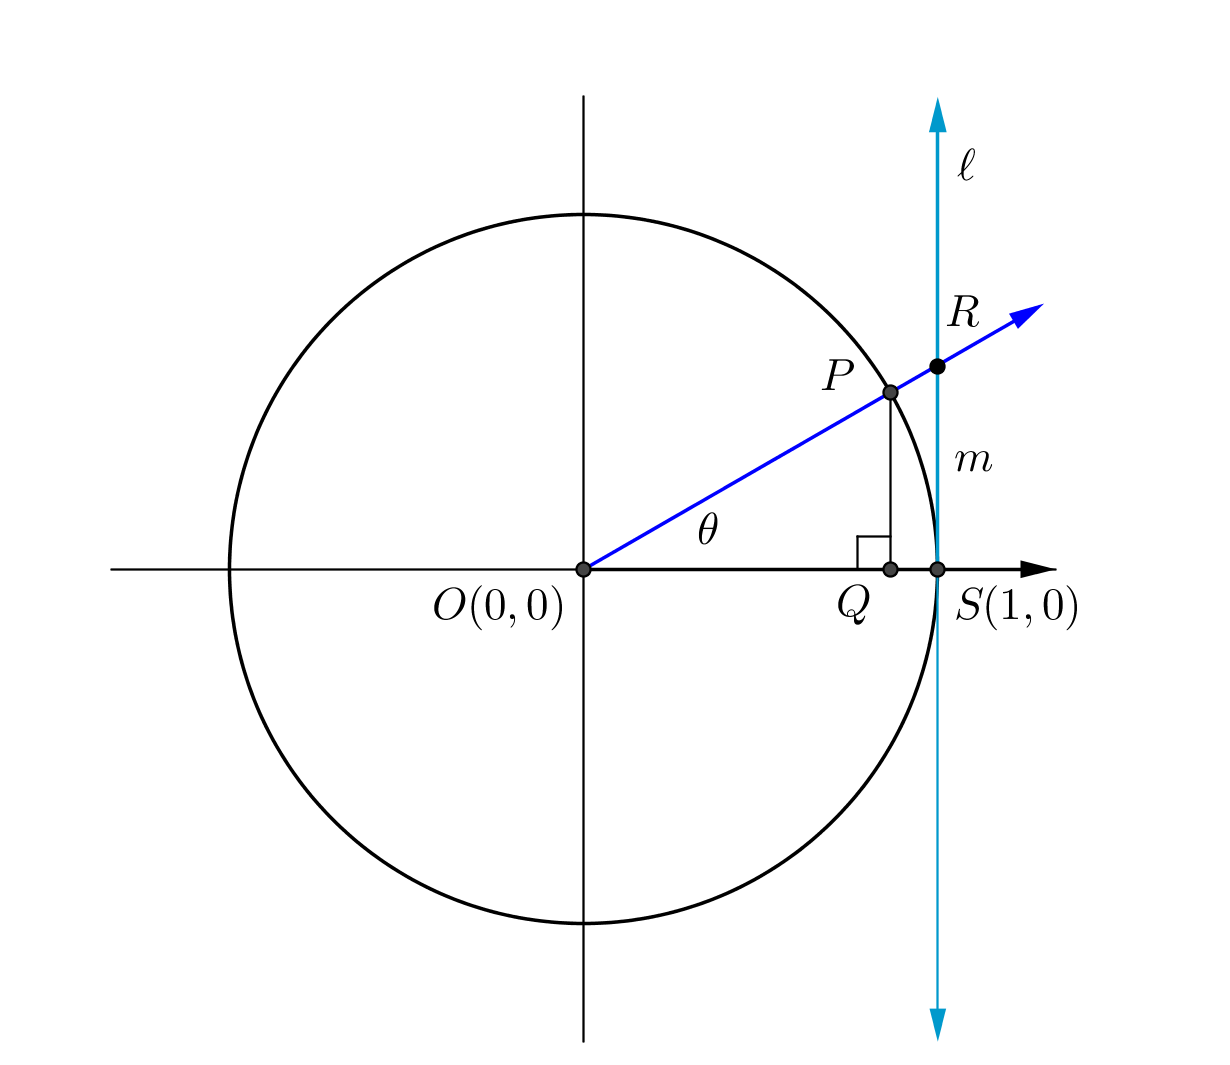 ℓ
R
P
m
θ
O(0, 0)
Q
S(1, 0)